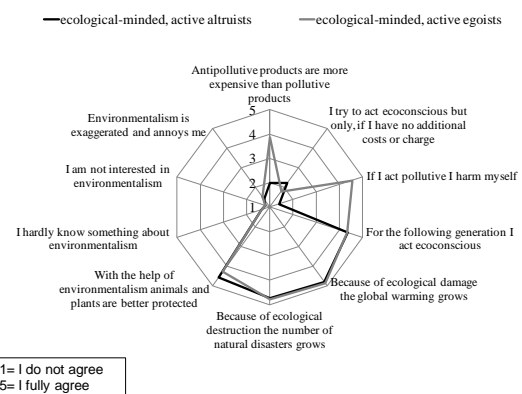 ecological-minded, active altruists
ecological-minded, active egoists
Antipollutive products are more
expensive than pollutive
products
I try to act ecoconscious but
only, if I have no additional
costs or charge
If I act pollutive I harm myself
For the following generation I
act ecoconscious
Because of ecological damage
the global warming grows
Because of ecological
destruction the number of
natural disasters grows
With the help of
environmentalism animals and
plants are better protected
I hardly know something about
environmentalism
I am not interested in
environmentalism
Environmentalism is
exaggerated and annoys me
5
4
3
2
1
1= I do not agree
5= I fully agree